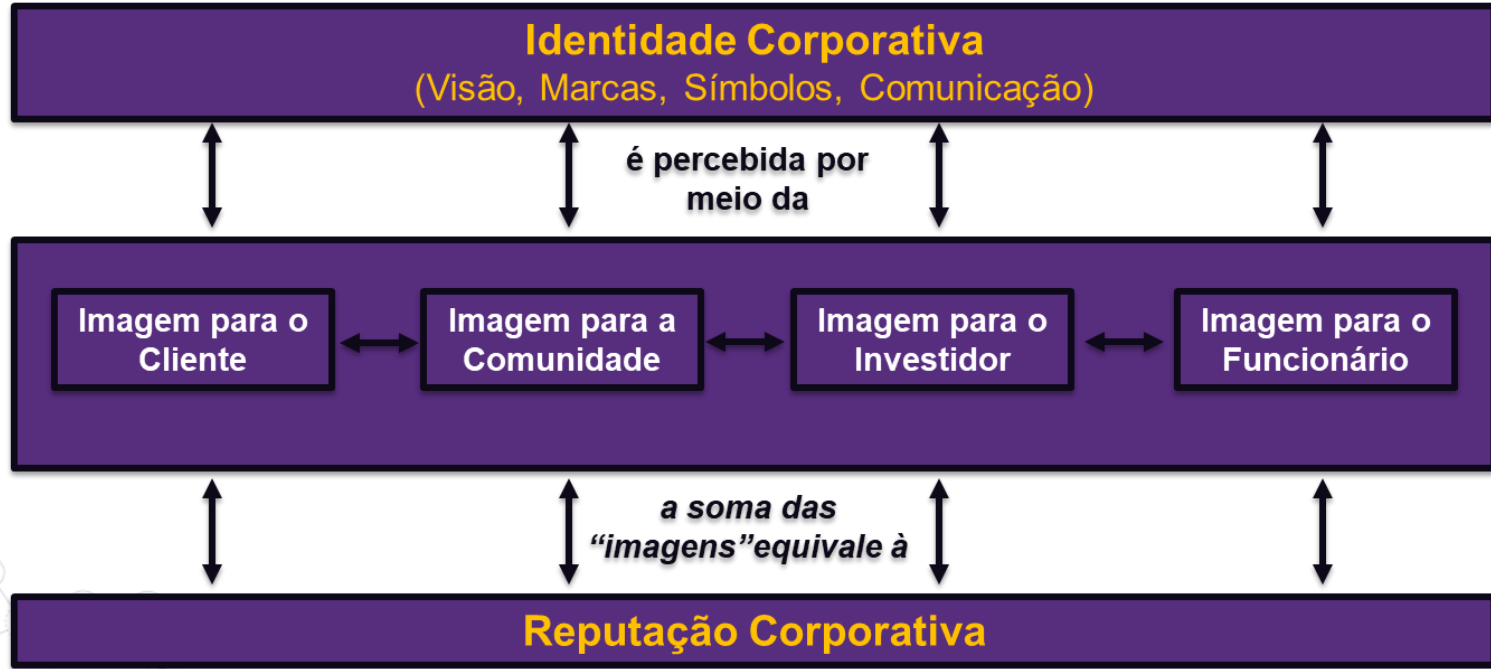 Identidade Corporativa
(Visão, Marcas, Símbolos, Comunicação)
é percebida por
meio da
Imagem para o
Cliente
Imagem para a
Comunidade
Imagem para o
Investidor
Imagem para o
Funcionário
a soma das
“imagens”equivale à
Reputação Corporativa